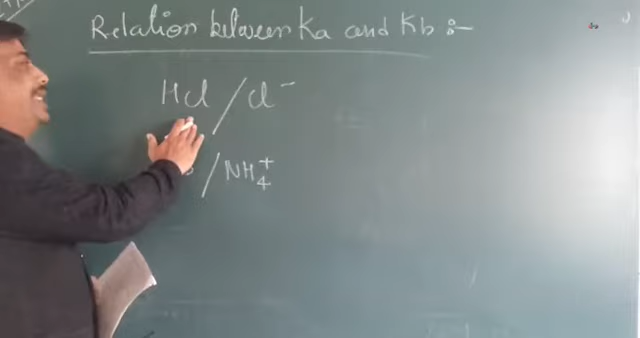 Relation between Ka and Kb :-
HCl / Cl⁻
/ NH₄⁺